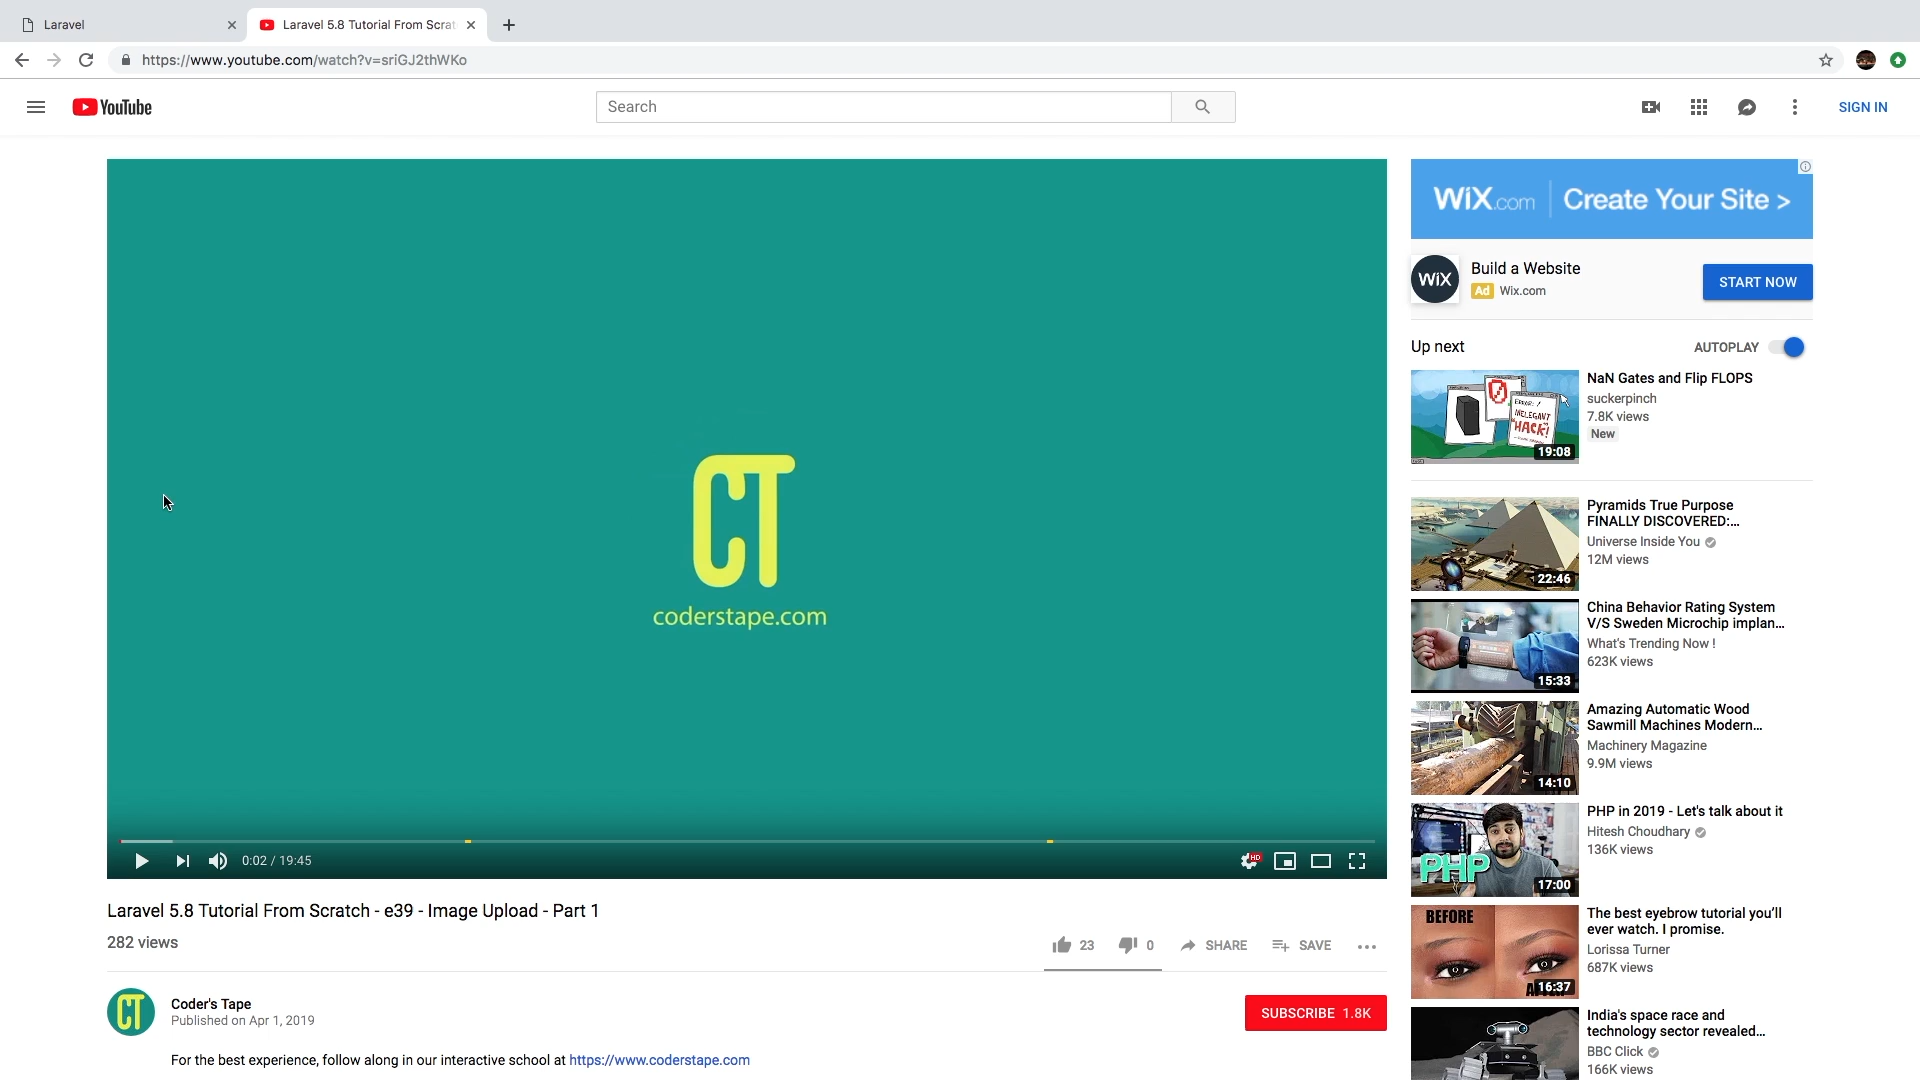 Laravel
Laravel 5.8 Tutorial From Scrat
https://www.youtube.com/watch?v=sriGJ2thWKo
YouTube
Search
SIGN IN
CT
coderstape.com
0:02 / 19:45
HD
Laravel 5.8 Tutorial From Scratch - e39 - Image Upload - Part 1
282 views
23
0
SHARE
SAVE
CT
Coder's Tape
Published on Apr 1, 2019
SUBSCRIBE 1.8K
For the best experience, follow along in our interactive school at https://www.coderstape.com
WiX.com | Create Your Site >
WiX
Build a Website
Ad Wix.com
START NOW
Up next
AUTOPLAY
ERROR: /
INELEGANT
HACK!
19:08
NaN Gates and Flip FLOPS
suckerpinch
7.8K views
New
22:46
Pyramids True Purpose
FINALLY DISCOVERED:...
Universe Inside You
12M views
15:33
China Behavior Rating System
V/S Sweden Microchip implan...
What's Trending Now !
623K views
14:10
Amazing Automatic Wood
Sawmill Machines Modern...
Machinery Magazine
9.9M views
PHP
17:00
PHP in 2019 - Let's talk about it
Hitesh Choudhary
136K views
BEFORE
16:37
The best eyebrow tutorial you'll
ever watch. I promise.
Lorissa Turner
687K views
India's space race and
technology sector revealed...
BBC Click
166K views